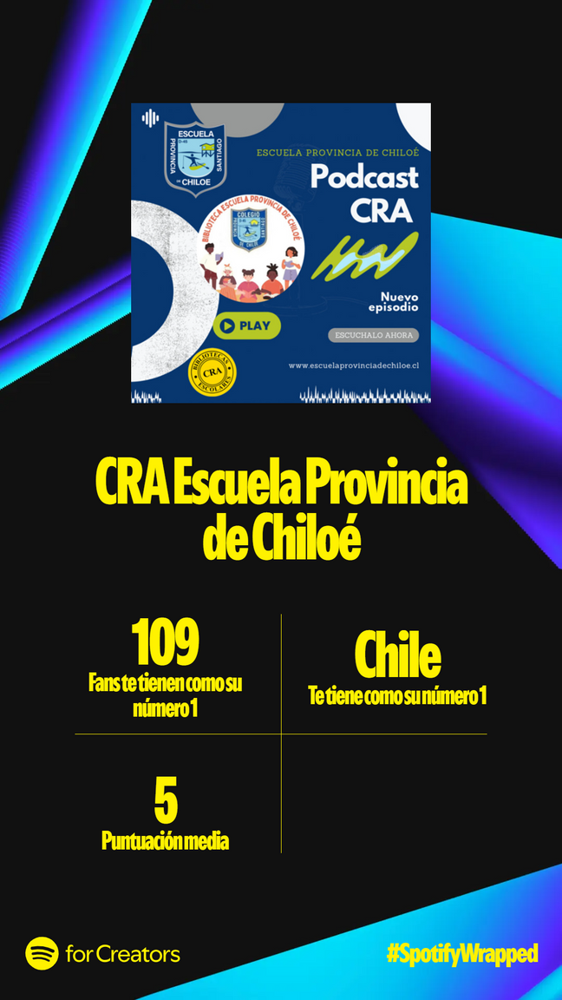 ESCUELA
D-49
PROVINCIA
SANTIAGO
DE CHILOE
ESCUELA PROVINCIA DE CHILOÉ
Podcast
CRA
BIBLIOTECA ESCUELA PROVINCIA DE CHILOÉ
COLEGIO
Nuevo
episodio
PLAY
ESCUCHALO AHORA
BIBLIOTECAS
CRA
ESCOLARES
www.escuelaprovinciadechiloe.cl
CRA Escuela Provincia
de Chiloé
109
Fans te tienen como su
número 1
Chile
Te tiene como su número 1
5
Puntuación media
for Creators
#SpotifyWrapped